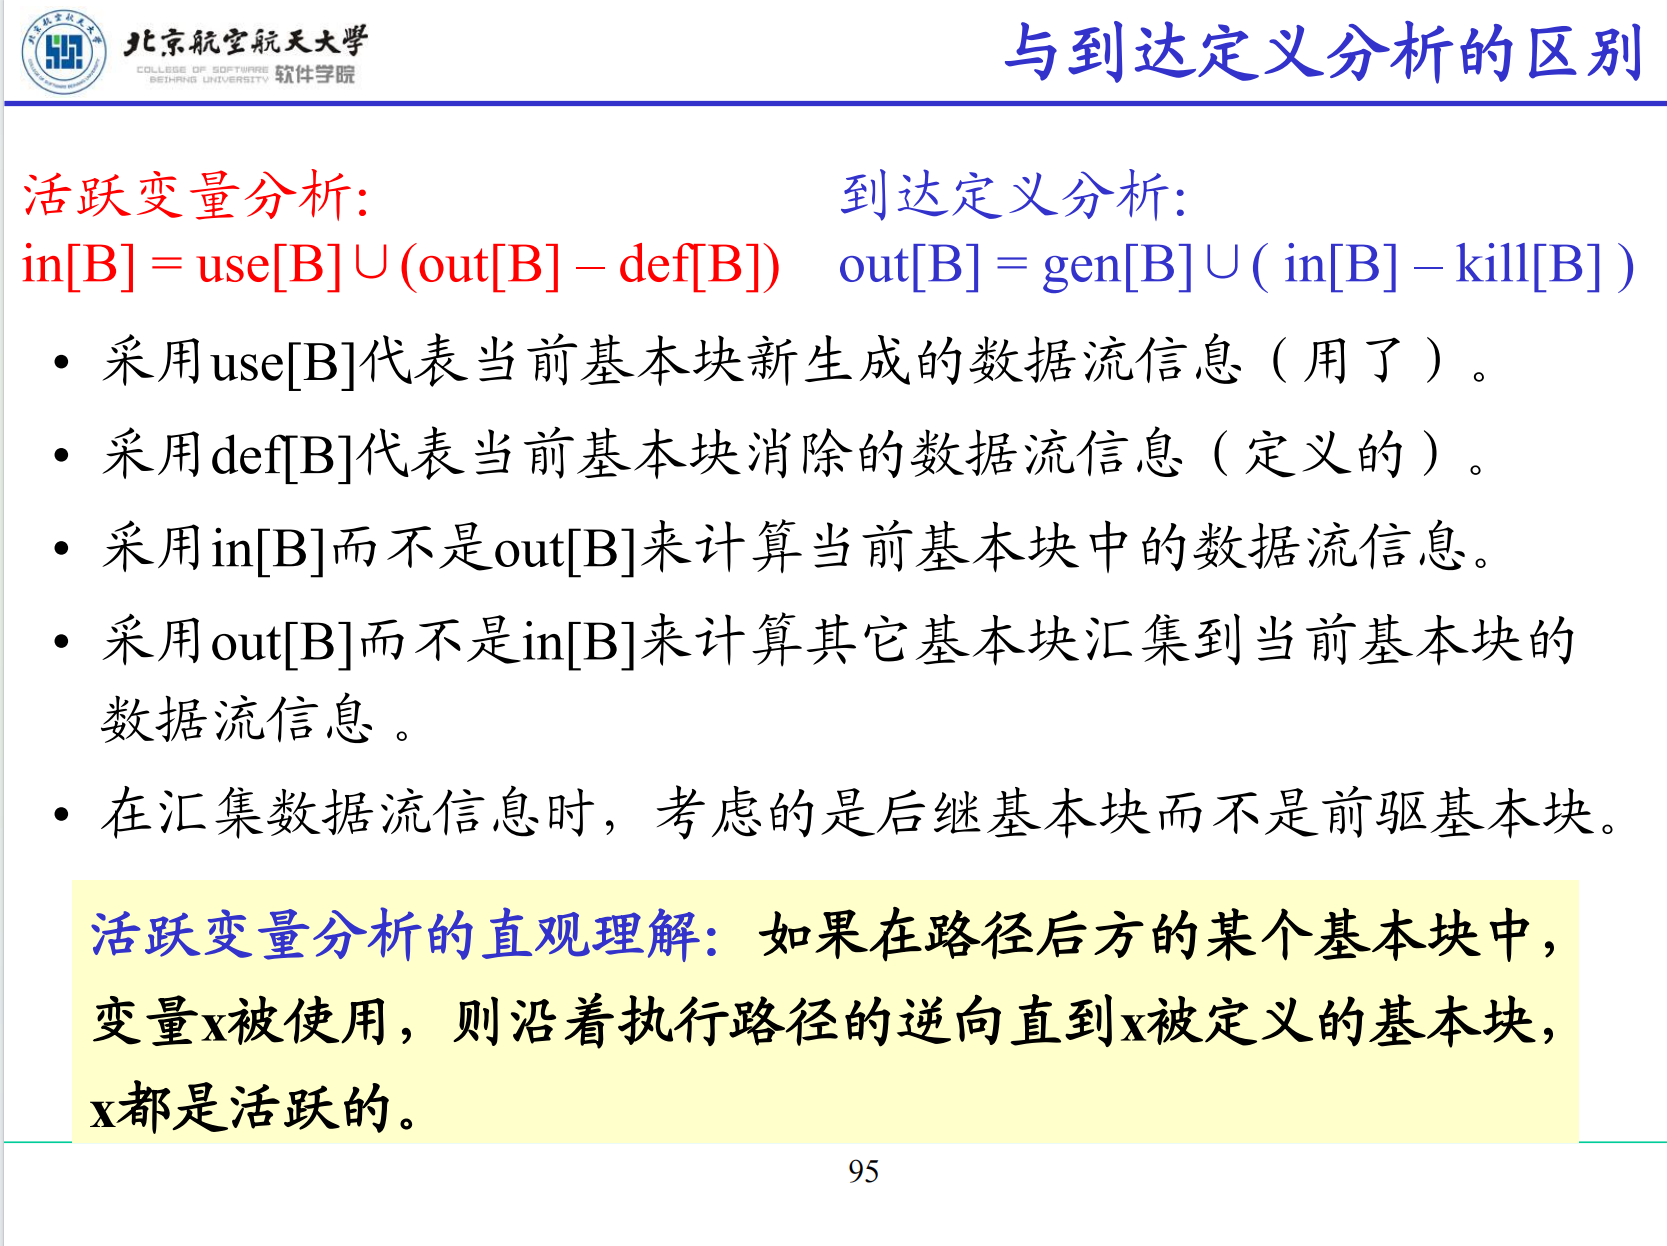 北京航空航天大学
COLLEGE OF SOFTWARE
BEIHANG UNIVERSITY 软件学院
与到达定义分析的区别
活跃变量分析:
in[B] = use[B]∪(out[B] – def[B])
到达定义分析:
out[B] = gen[B]∪( in[B] – kill[B] )
• 采用use[B]代表当前基本块新生成的数据流信息（用了）。
• 采用def[B]代表当前基本块消除的数据流信息（定义的）。
• 采用in[B]而不是out[B]来计算当前基本块中的数据流信息。
• 采用out[B]而不是in[B]来计算其它基本块汇集到当前基本块的
数据流信息 。
• 在汇集数据流信息时，考虑的是后继基本块而不是前驱基本块。
活跃变量分析的直观理解：如果在路径后方的某个基本块中，
变量x被使用，则沿着执行路径的逆向直到x被定义的基本块，
x都是活跃的。
95